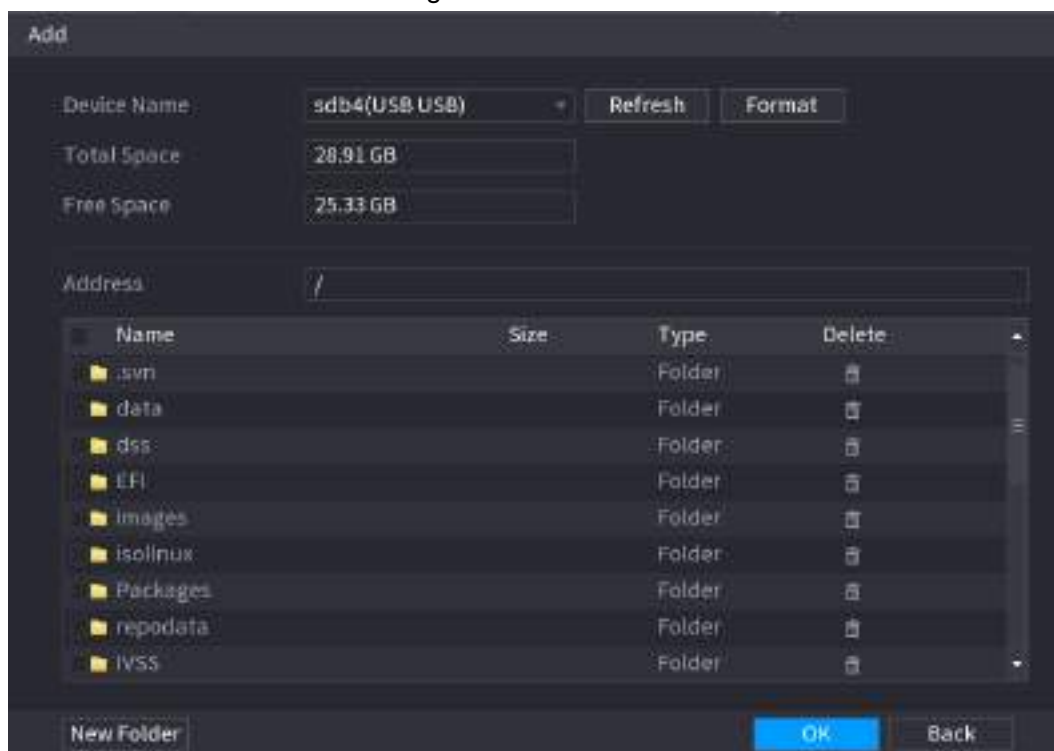 Add
Device Name sdb4(USB USB) Refresh Format
Total Space 28.91 GB
Free Space 25.33 GB
Address /
Name Size Type Delete
.svn Folder
data Folder
dss Folder
EFI Folder
images Folder
isolinux Folder
Packages Folder
repodata Folder
IVSS Folder
New Folder OK Back